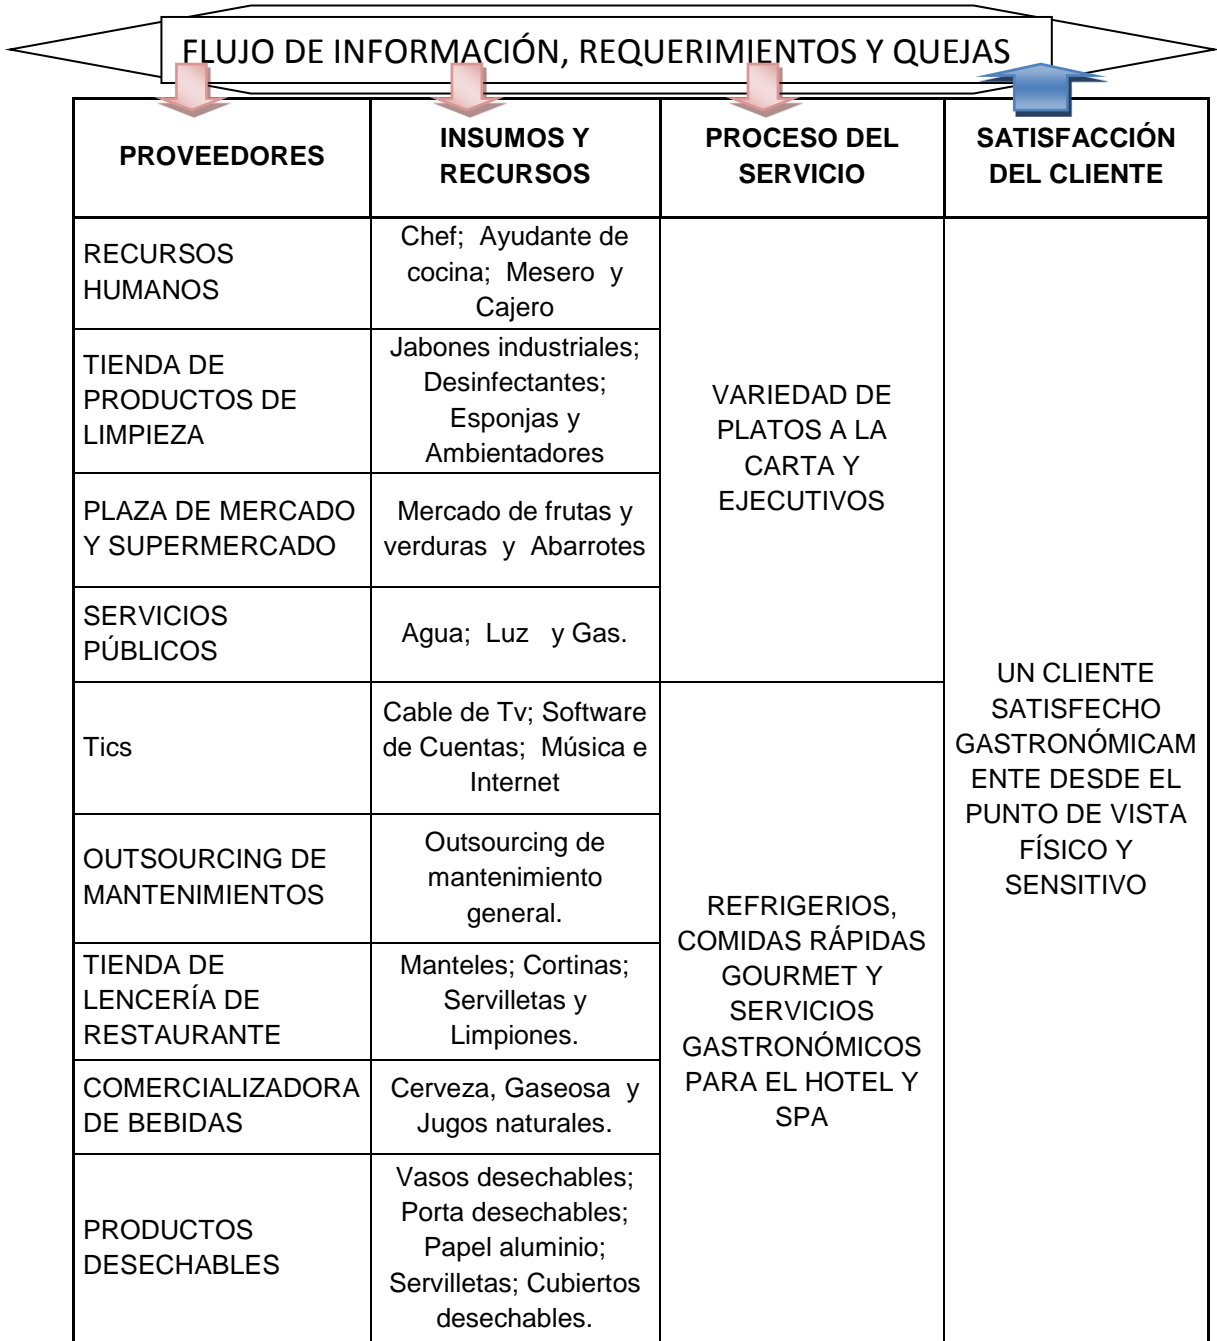 FLUJO DE INFORMACIÓN, REQUERIMIENTOS Y QUEJAS
PROVEEDORES
INSUMOS Y
RECURSOS
PROCESO DEL
SERVICIO
SATISFACCIÓN
DEL CLIENTE
RECURSOS
HUMANOS
Chef; Ayudante de
cocina; Mesero y
Cajero
TIENDA DE
PRODUCTOS DE
LIMPIEZA
Jabones industriales;
Desinfectantes;
Esponjas y
Ambientadores
PLAZA DE MERCADO
Y SUPERMERCADO
Mercado de frutas y
verduras y Abarrotes
SERVICIOS
PÚBLICOS
Agua; Luz y Gas.
VARIEDAD DE
PLATOS A LA
CARTA Y
EJECUTIVOS
Tics
Cable de Tv; Software
de Cuentas; Música e
Internet
OUTSOURCING DE
MANTENIMIENTOS
Outsourcing de
mantenimiento
general.
TIENDA DE
LENCERÍA DE
RESTAURANTE
Manteles; Cortinas;
Servilletas y
Limpiones.
COMERCIALIZADORA
DE BEBIDAS
Cerveza, Gaseosa y
Jugos naturales.
PRODUCTOS
DESECHABLES
Vasos desechables;
Porta desechables;
Papel aluminio;
Servilletas; Cubiertos
desechables.
REFRIGERIOS,
COMIDAS RÁPIDAS
GOURMET Y
SERVICIOS
GASTRONÓMICOS
PARA EL HOTEL Y
SPA
UN CLIENTE
SATISFECHO
GASTRONÓMICAM
ENTE DESDE EL
PUNTO DE VISTA
FÍSICO Y
SENSITIVO